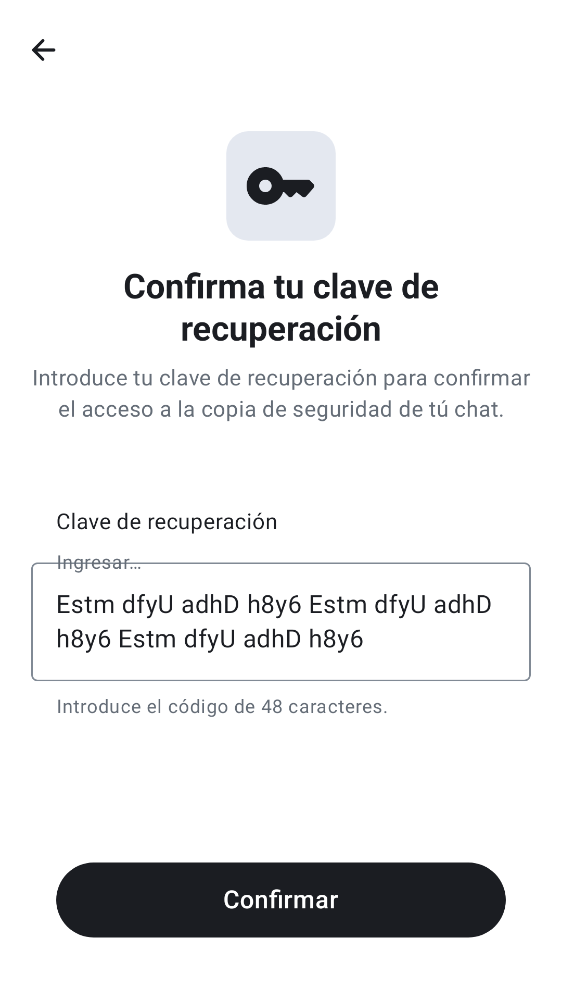 Confirma tu clave de
recuperación
Introduce tu clave de recuperación para confirmar
el acceso a la copia de seguridad de tú chat.
Clave de recuperación
Ingresar…
Estm dfyU adhD h8y6 Estm dfyU adhD
h8y6 Estm dfyU adhD h8y6
Introduce el código de 48 caracteres.
Confirmar